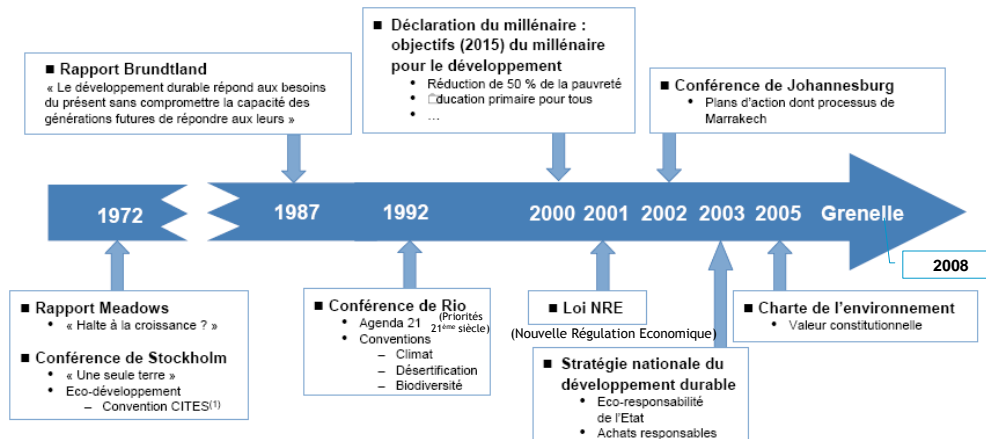 ■ Rapport Brundtland
« Le développement durable répond aux besoins
du présent sans compromettre la capacité des
générations futures de répondre aux leurs »
■ Déclaration du millénaire :
objectifs (2015) du millénaire
pour le développement
• Réduction de 50 % de la pauvreté
• ducation primaire pour tous
• ...
■ Conférence de Johannesburg
• Plans d'action dont processus de
Marrakech
1972
1987
1992
2000
2001
2002
2003
2005
Grenelle
2008
■ Rapport Meadows
• « Halte à la croissance ? »
■ Conférence de Stockholm
• « Une seule terre »
• Eco-développement
– Convention CITES(1)
■ Conférence de Rio
• Agenda 21 (Priorités
21ème siècle)
• Conventions
– Climat
– Désertification
– Biodiversité
■ Loi NRE
(Nouvelle Régulation Economique)
■ Stratégie nationale du
développement durable
• Eco-responsabilité
de l'Etat
• Achats responsables
■ Charte de l'environnement
• Valeur constitutionnelle